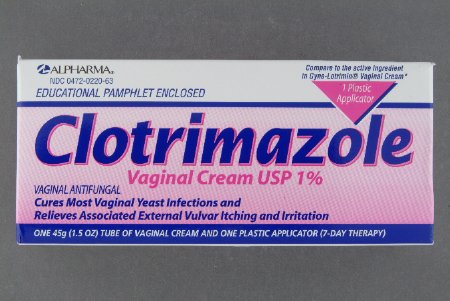 ALPHARMA®
NDC 0472-0220-63
EDUCATIONAL PAMPHLET ENCLOSED
Compare to the active ingredient
in Gyne-Lotrimin® Vaginal Cream*
1 Plastic
Applicator
Clotrimazole
Vaginal Cream USP 1%
VAGINAL ANTIFUNGAL
Cures Most Vaginal Yeast Infections and
Relieves Associated External Vulvar Itching and Irritation
ONE 45g (1.5 OZ) TUBE OF VAGINAL CREAM AND ONE PLASTIC APPLICATOR (7-DAY THERAPY)